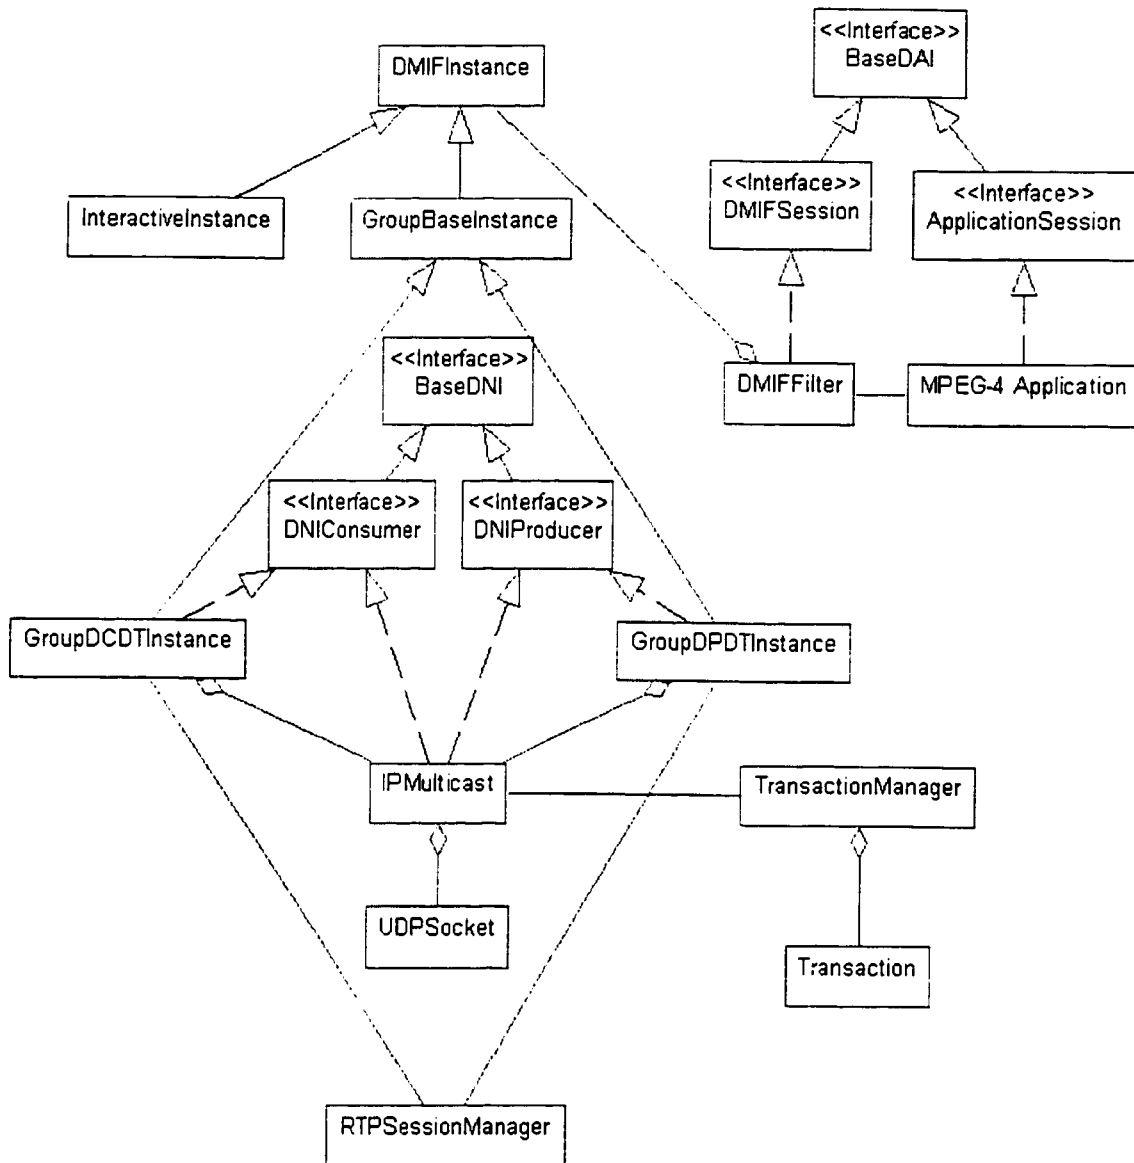 <<Interface>>
BaseDAI
DMIFInstance
<<Interface>>
DMIFSession
<<Interface>>
ApplicationSession
InteractiveInstance
GroupBaseInstance
<<Interface>>
BaseDNI
DMIFFilter
MPEG-4 Application
<<Interface>>
DNIConsumer
<<Interface>>
DNIProducer
GroupDCDTInstance
GroupDPDTInstance
IPMulticast
TransactionManager
UDPSocket
Transaction
RTPSessionManager